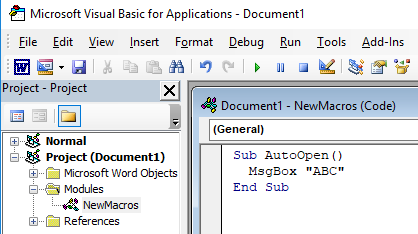 Microsoft Visual Basic for Applications - Document1
File Edit View Insert Format Debug Run Tools Add-Ins
Project - Project
Normal
Project (Document1)
Microsoft Word Objects
Modules
NewMacros
References
Document1 - NewMacros (Code)
(General)
Sub AutoOpen()
MsgBox "ABC"
End Sub